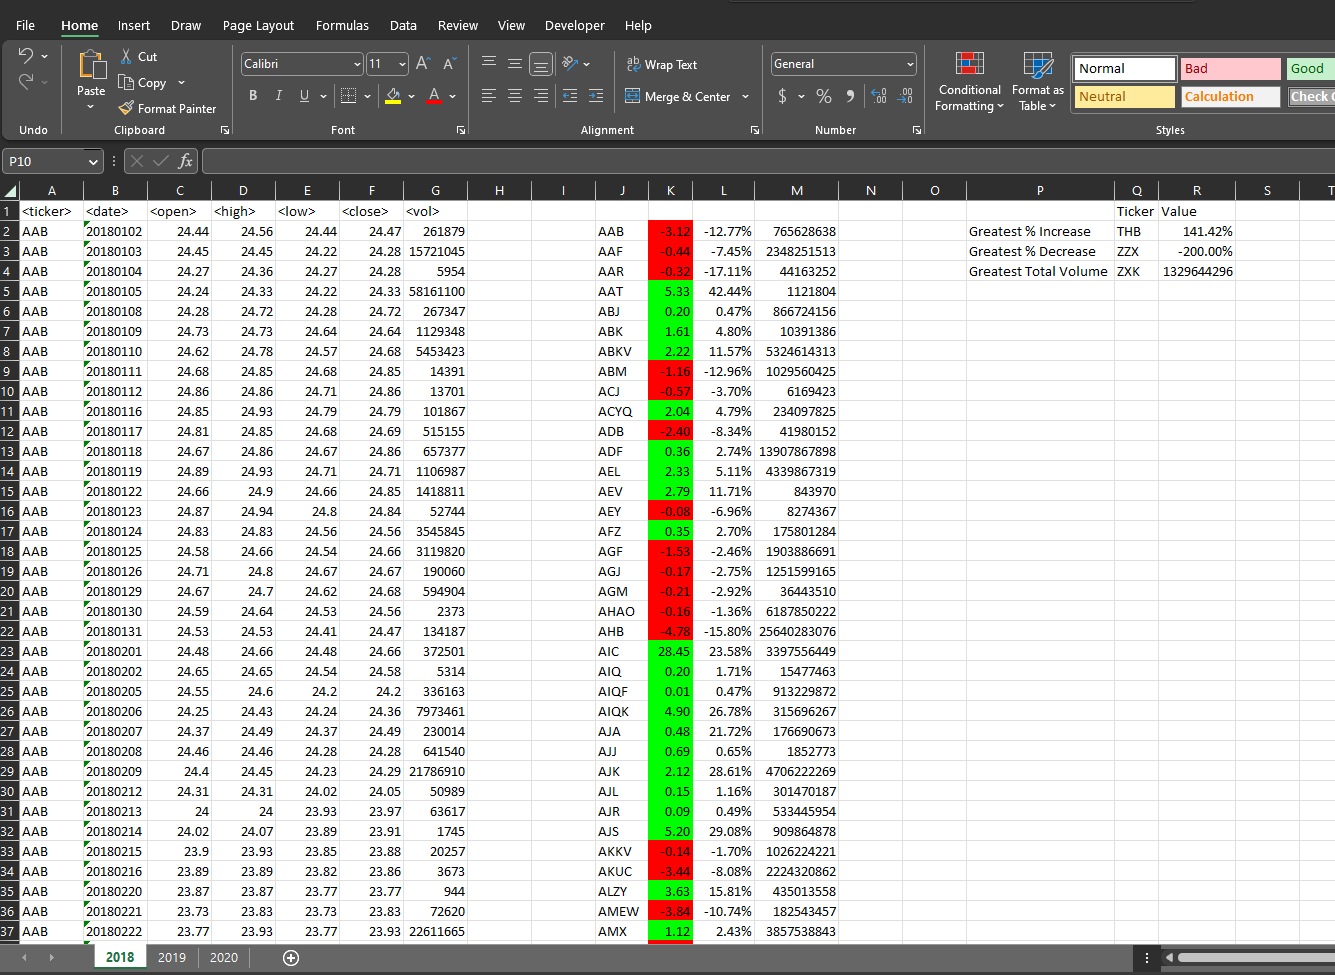 File Home Insert Draw Page Layout Formulas Data Review View Developer Help
Cut
Calibri 11
Wrap Text
General
Normal Bad Good
Paste Copy
Conditional Formatting
Format as Table
Format Painter
Merge & Center
$ %
Neutral Calculation Check
B I U
Undo Clipboard Font Alignment Number Styles
P10 fx
A B C D E F G H I J K L M N O P Q R S T
1 <ticker> <date> <open> <high> <low> <close> <vol> Ticker Value
2 AAB 20180102 24.44 24.56 24.44 24.47 261879 AAB -3.12 -12.77% 765628638 Greatest % Increase THB 141.42%
3 AAB 20180103 24.45 24.45 24.22 24.28 15721045 AAF -0.44 -7.45% 2348251513 Greatest % Decrease ZZX -200.00%
4 AAB 20180104 24.27 24.36 24.27 24.28 5954 AAR -0.32 -17.11% 44163252 Greatest Total Volume ZXK 1329644296
5 AAB 20180105 24.24 24.33 24.22 24.33 58161100 AAT 5.33 42.44% 1121804
6 AAB 20180108 24.28 24.72 24.28 24.72 267347 ABJ 0.20 0.47% 866724156
7 AAB 20180109 24.73 24.73 24.64 24.64 1129348 ABK 1.61 4.80% 10391386
8 AAB 20180110 24.62 24.78 24.57 24.68 5453423 ABKV 2.22 11.57% 5324614313
9 AAB 20180111 24.68 24.85 24.68 24.85 14391 ABM -1.16 -12.96% 1029560425
10 AAB 20180112 24.86 24.86 24.71 24.86 13701 ACJ -0.57 -3.70% 6169423
11 AAB 20180116 24.85 24.93 24.79 24.79 101867 ACYQ 2.04 4.79% 234097825
12 AAB 20180117 24.81 24.85 24.68 24.69 515155 ADB -2.40 -8.34% 41980152
13 AAB 20180118 24.67 24.86 24.67 24.86 657377 ADF 0.36 2.74% 13907867898
14 AAB 20180119 24.89 24.93 24.71 24.71 1106987 AEL 2.33 5.11% 4339867319
15 AAB 20180122 24.66 24.9 24.66 24.85 1418811 AEV 2.79 11.71% 843970
16 AAB 20180123 24.87 24.94 24.8 24.84 52744 AEY -0.08 -6.96% 8274367
17 AAB 20180124 24.83 24.83 24.56 24.56 3545845 AFZ 0.35 2.70% 175801284
18 AAB 20180125 24.58 24.66 24.54 24.66 3119820 AGF -1.53 -2.46% 1903886691
19 AAB 20180126 24.71 24.8 24.67 24.67 190060 AGJ -0.17 -2.75% 1251599165
20 AAB 20180129 24.67 24.7 24.62 24.68 594904 AGM -0.21 -2.92% 36443510
21 AAB 20180130 24.59 24.64 24.53 24.56 2373 AHAO -0.16 -1.36% 6187850222
22 AAB 20180131 24.53 24.53 24.41 24.47 134187 AHB -4.78 -15.80% 25640283076
23 AAB 20180201 24.48 24.66 24.48 24.66 372501 AIC 28.45 23.58% 3397556449
24 AAB 20180202 24.65 24.65 24.54 24.58 5314 AIQ 0.20 1.71% 15477463
25 AAB 20180205 24.55 24.6 24.2 24.2 336163 AIQF 0.01 0.47% 913229872
26 AAB 20180206 24.25 24.43 24.24 24.36 7973461 AIQK 4.90 26.78% 315696267
27 AAB 20180207 24.37 24.49 24.37 24.49 230014 AJA 0.48 21.72% 176690673
28 AAB 20180208 24.46 24.46 24.28 24.28 641540 AJJ 0.69 0.65% 1852773
29 AAB 20180209 24.4 24.45 24.23 24.29 21786910 AJK 2.12 28.61% 4706222269
30 AAB 20180212 24.31 24.31 24.02 24.05 50989 AJL 0.15 1.16% 301470187
31 AAB 20180213 24 24 23.93 23.97 63617 AJR 0.09 0.49% 533445954
32 AAB 20180214 24.02 24.07 23.89 23.91 1745 AJS 5.20 29.08% 909864878
33 AAB 20180215 23.9 23.93 23.85 23.88 20257 AKKV -0.14 -1.70% 1026224221
34 AAB 20180216 23.89 23.89 23.82 23.86 3673 AKUC -3.44 -8.08% 2224320862
35 AAB 20180220 23.87 23.87 23.77 23.77 944 ALZY 3.63 15.81% 435013558
36 AAB 20180221 23.73 23.83 23.73 23.83 72620 AMEW -3.84 -10.74% 182543457
37 AAB 20180222 23.77 23.93 23.77 23.93 22611665 AMX 1.12 2.43% 3857538843
2018 2019 2020